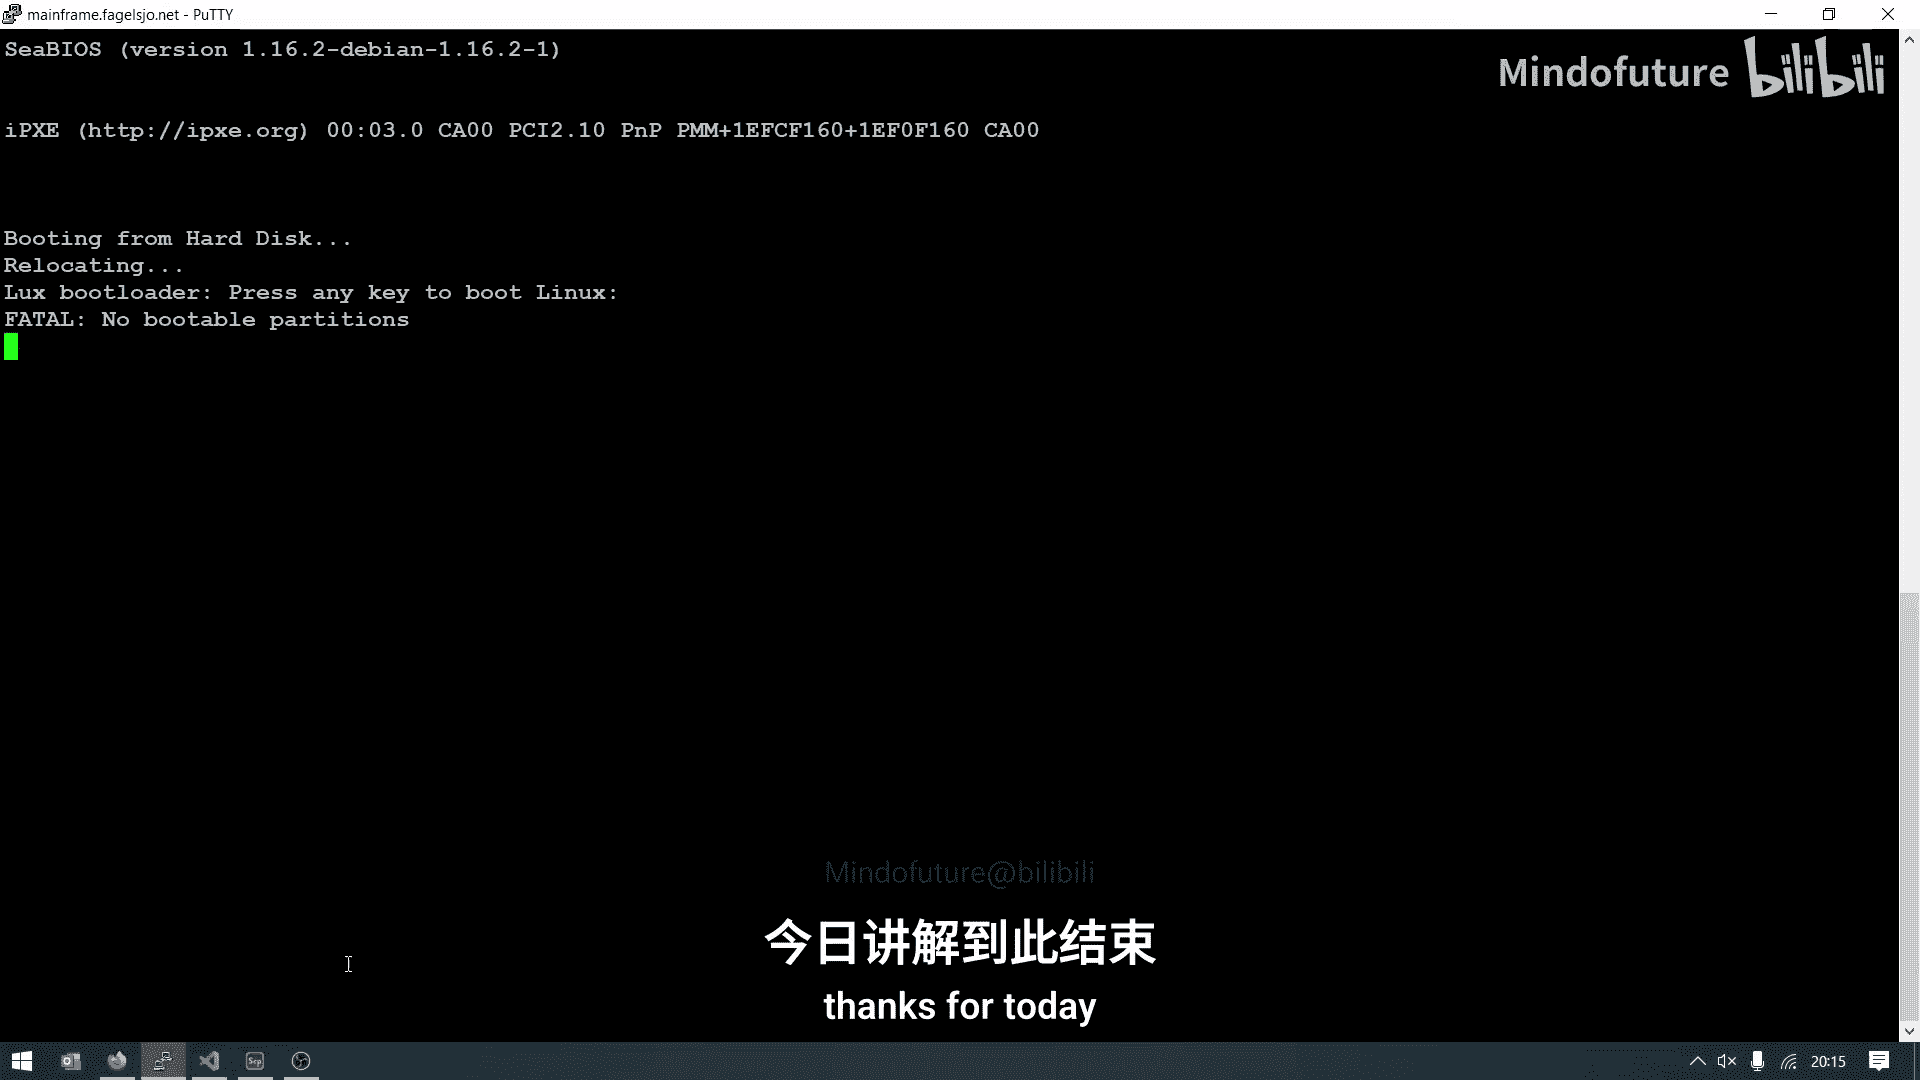 mainframe.fagelsjo.net - PuTTY
SeaBIOS (version 1.16.2-debian-1.16.2-1)
Mindofuture bilibili
iPXE (http://ipxe.org) 00:03.0 CA00 PCI2.10 PnP PMM+1EFCF160+1EF0F160 CA00
Booting from Hard Disk...
Relocating...
Lux bootloader: Press any key to boot Linux:
FATAL: No bootable partitions
Mindofuture@bilibili
今日讲解到此结束
thanks for today
Scp
20:15